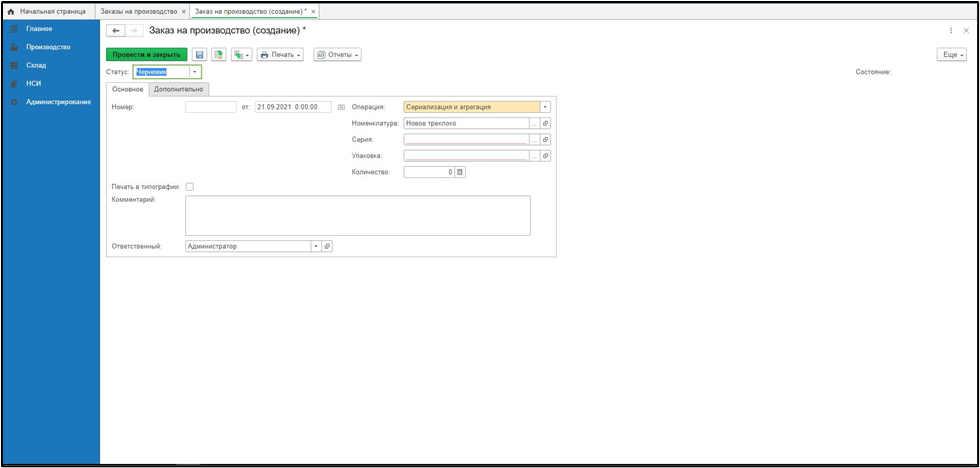 Начальная страница Заказы на производство × Заказ на производство (создание) * ×
Главное
Производство
Склад
НСИ
Администрирование
Заказ на производство (создание) *
Провести и закрыть Печать Отчеты Еще
Статус: Черновик Состояние:
Основное Дополнительно
Номер: от: 21.09.2021 0:00:00 Операция: Сериализация и агрегация
Номенклатура: Новое треклоко ...
Серия: ...
Упаковка: ...
Количество: 0
Печать в типографии:
Комментарий:
Ответственный: Администратор